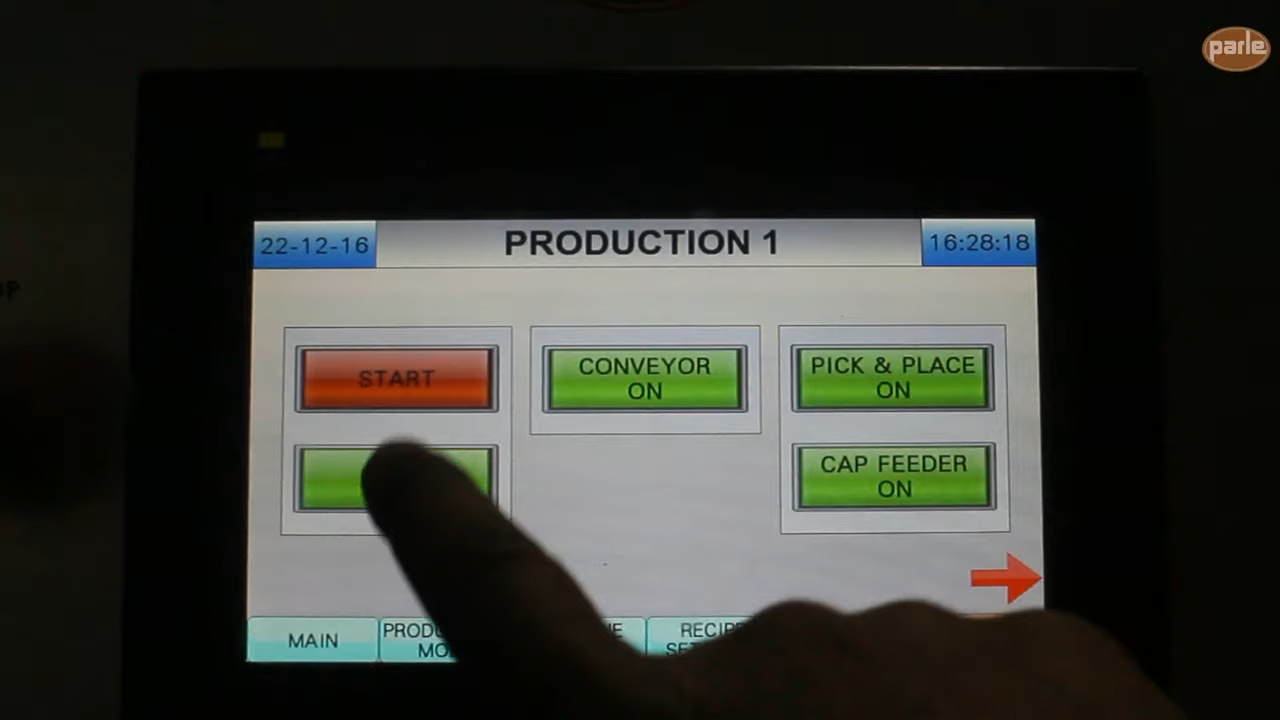 parle
22-12-16
PRODUCTION 1
16:28:18
START
CONVEYOR
ON
PICK & PLACE
ON
CAP FEEDER
ON
MAIN